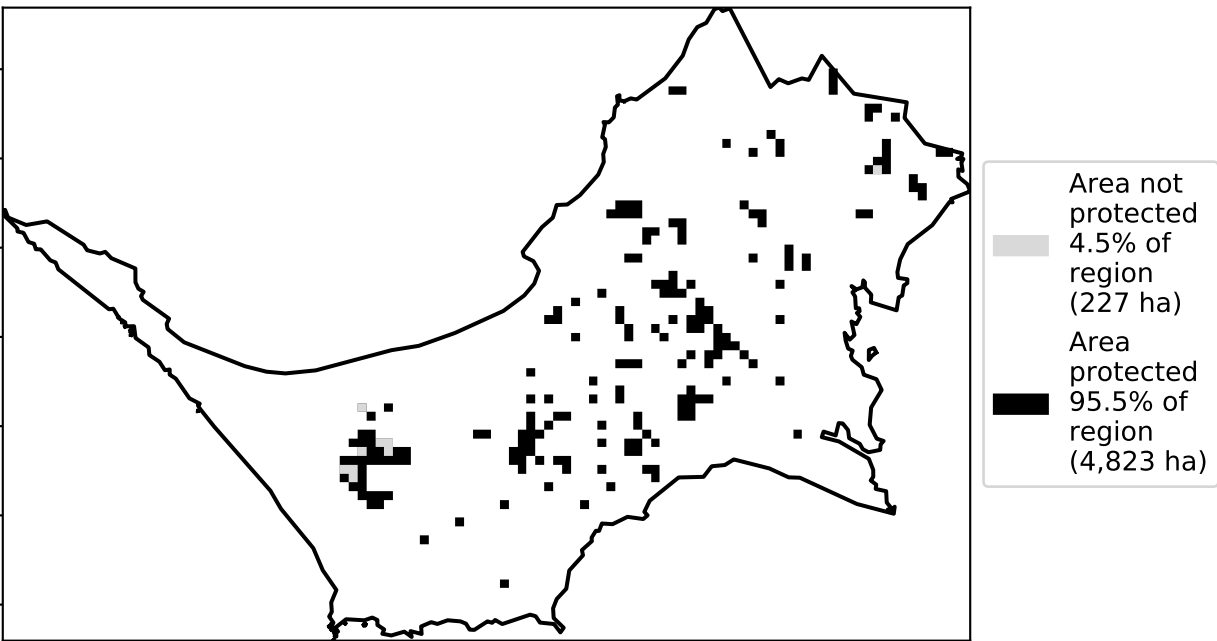 Area not
protected
4.5% of
region
(227 ha)
Area
protected
95.5% of
region
(4,823 ha)